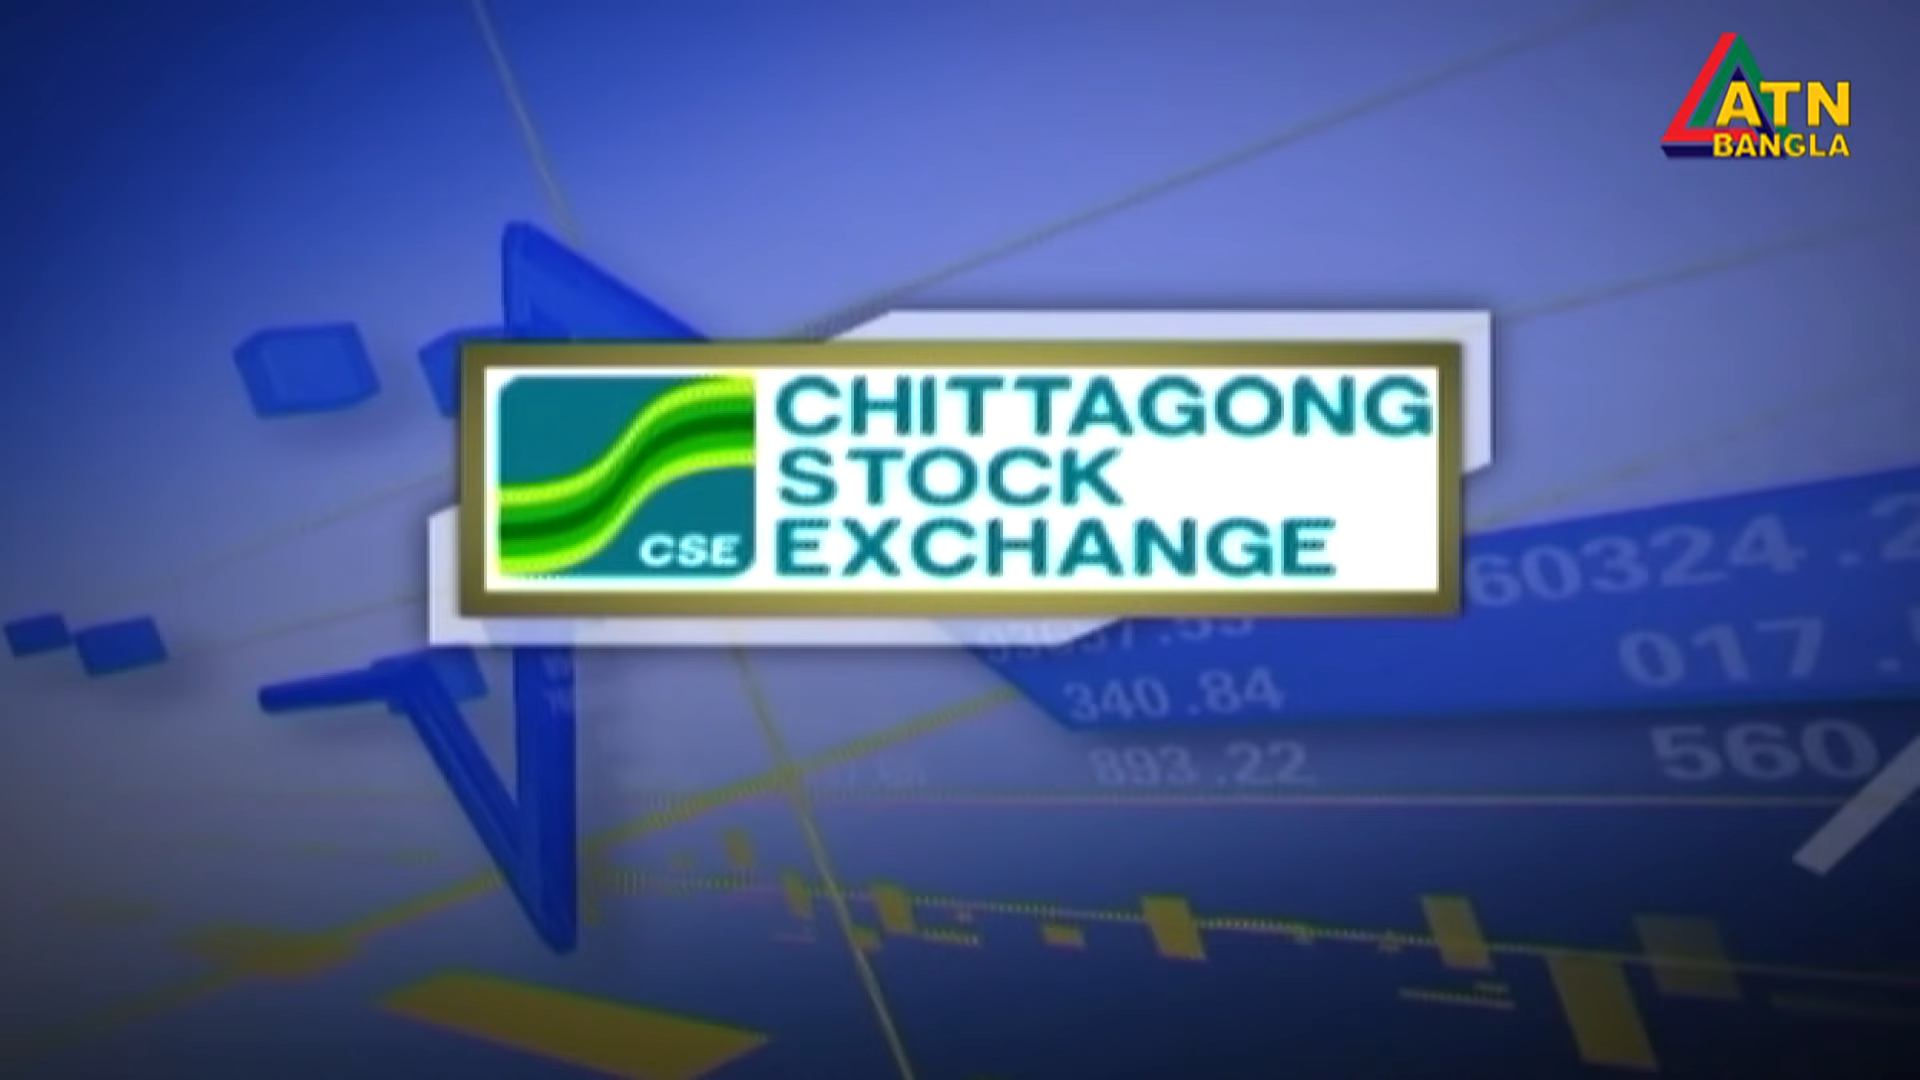 ATN
BANGLA
CHITTAGONG
STOCK
EXCHANGE
CSE
60324
017
340.84
893.22
560